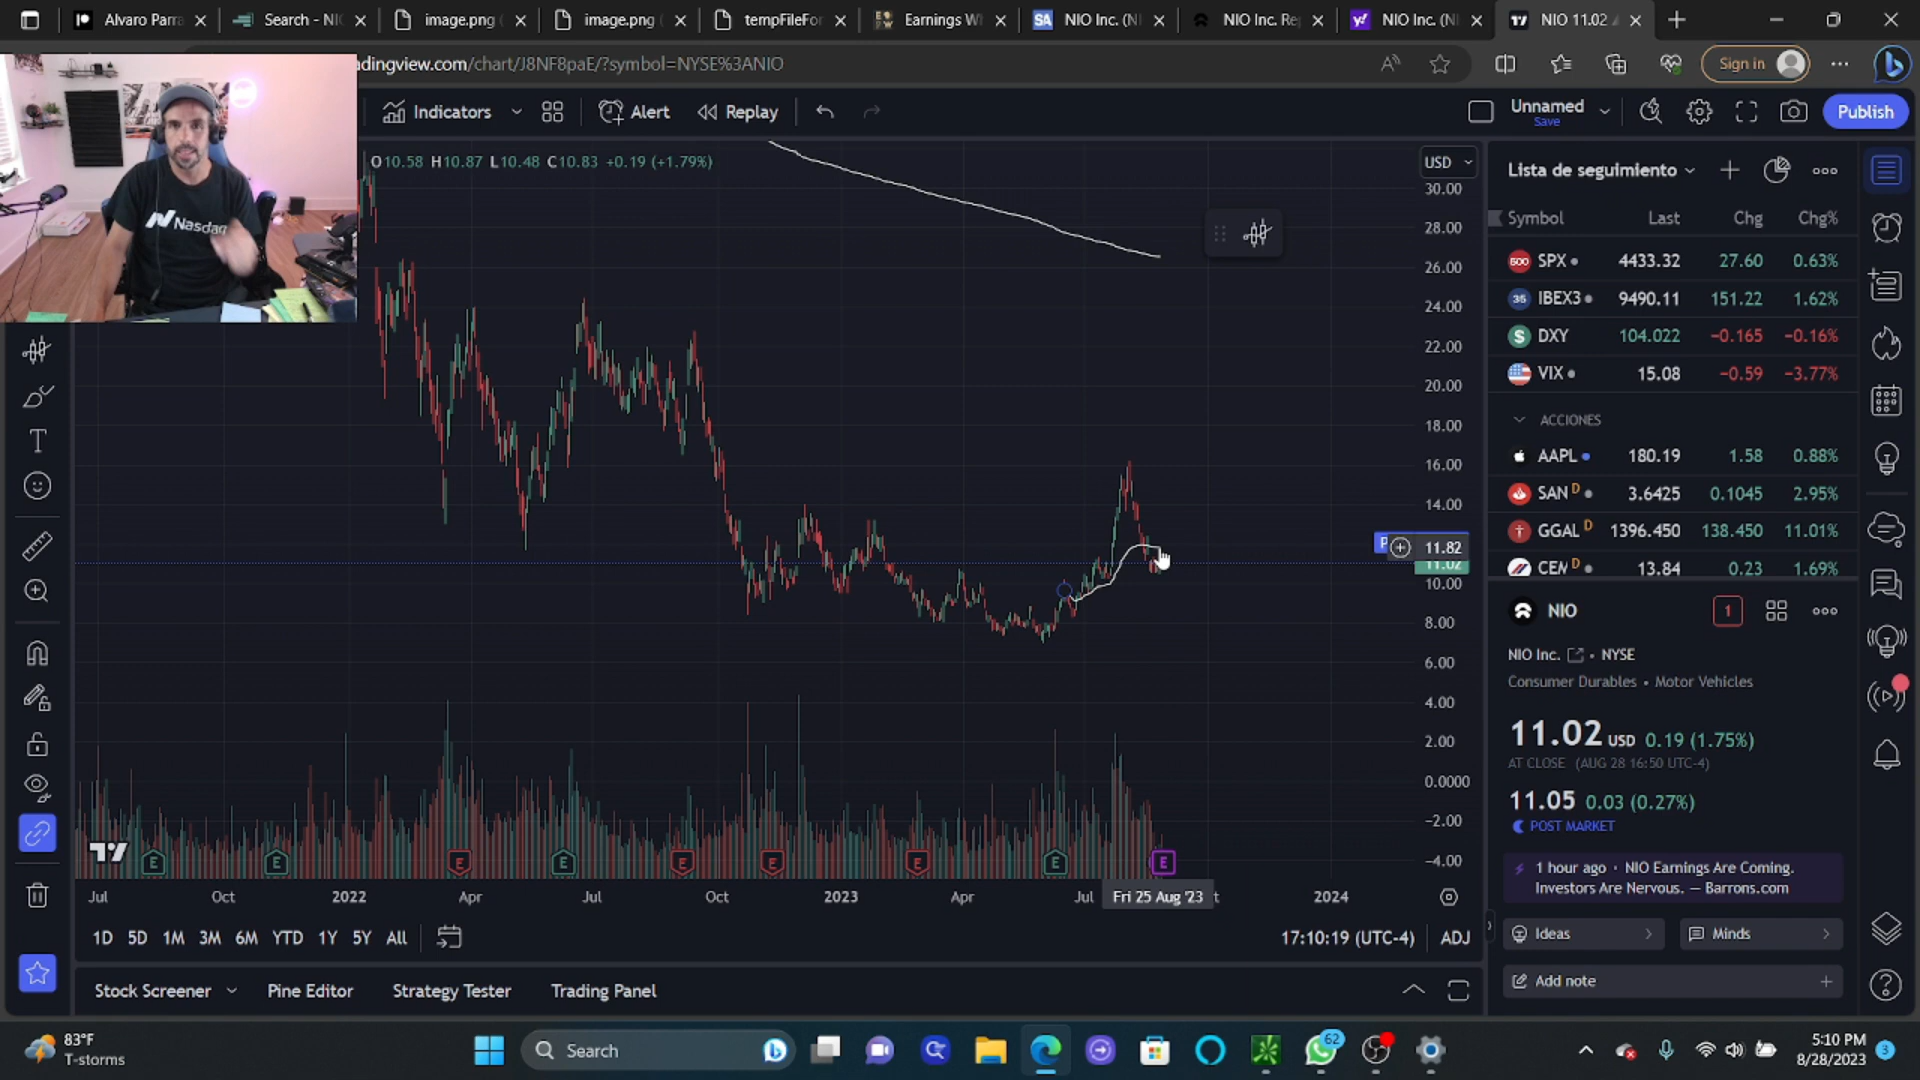 Alvaro Parra
Search - NI
image.png (
image.png (
tempFileFor
Earnings W
NIO Inc. (NI
NIO Inc. Re
NIO Inc. (N
NIO 11.02
adingview.com/chart/J8NF8paE/?symbol=NYSE%3ANIO
Sign in
Indicators
Alert
Replay
Unnamed
Save
Publish
O10.58 H10.87 L10.48 C10.83 +0.19 (+1.79%)
USD
Nasdaq
30.00
28.00
26.00
24.00
22.00
20.00
18.00
16.00
14.00
11.82
11.02
10.00
8.00
6.00
4.00
2.00
0.0000
−2.00
−4.00
E E E E E E E E E
Jul Oct 2022 Apr Jul Oct 2023 Apr Jul Fri 25 Aug '23 t 2024
1D 5D 1M 3M 6M YTD 1Y 5Y All
17:10:19 (UTC-4) ADJ
Stock Screener Pine Editor Strategy Tester Trading Panel
Lista de seguimiento
Symbol Last Chg Chg%
500 SPX 4433.32 27.60 0.63%
35 IBEX3 9490.11 151.22 1.62%
$ DXY 104.022 −0.165 −0.16%
VIX 15.08 −0.59 −3.77%
ACCIONES
AAPL 180.19 1.58 0.88%
SAN D 3.6425 0.1045 2.95%
GGAL D 1396.450 138.450 11.01%
CEM D 13.84 0.23 1.69%
NIO 1
NIO Inc. • NYSE
Consumer Durables • Motor Vehicles
11.02 USD 0.19 (1.75%)
AT CLOSE (AUG 28 16:50 UTC-4)
11.05 0.03 (0.27%)
POST MARKET
1 hour ago • NIO Earnings Are Coming.
Investors Are Nervous. — Barrons.com
Ideas
Minds
Add note
83°F
T-storms
Search
62
5:10 PM
8/28/2023
3